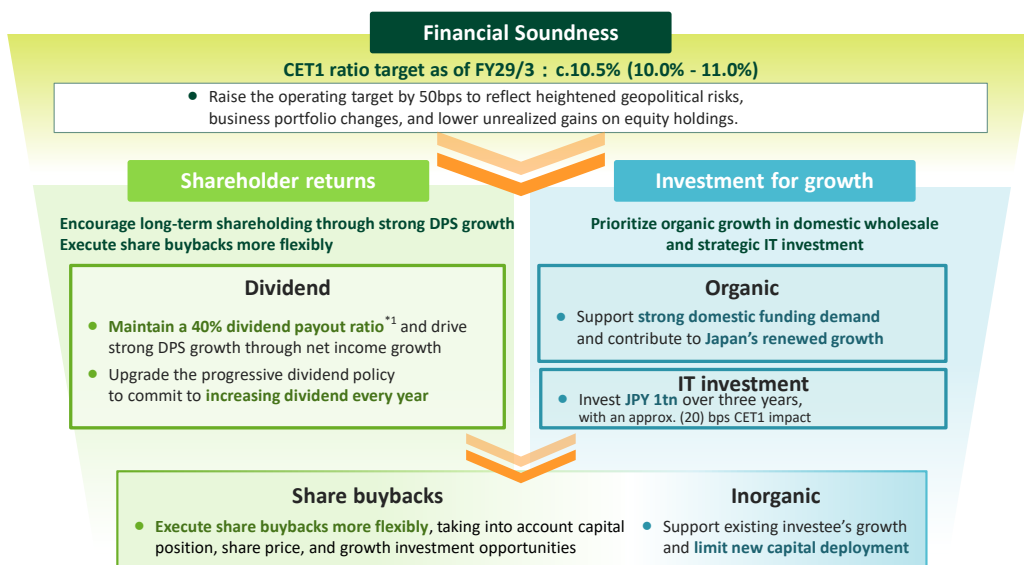 Financial Soundness
CET1 ratio target as of FY29/3 : c.10.5% (10.0% - 11.0%)
● Raise the operating target by 50bps to reflect heightened geopolitical risks,
business portfolio changes, and lower unrealized gains on equity holdings.
Shareholder returns
Encourage long-term shareholding through strong DPS growth
Execute share buybacks more flexibly
Dividend
● Maintain a 40% dividend payout ratio*1 and drive
strong DPS growth through net income growth
● Upgrade the progressive dividend policy
to commit to increasing dividend every year
Investment for growth
Prioritize organic growth in domestic wholesale
and strategic IT investment
Organic
● Support strong domestic funding demand
and contribute to Japan's renewed growth
IT investment
● Invest JPY 1tn over three years,
with an approx. (20) bps CET1 impact
Share buybacks
● Execute share buybacks more flexibly, taking into account capital
position, share price, and growth investment opportunities
Inorganic
● Support existing investee's growth
and limit new capital deployment